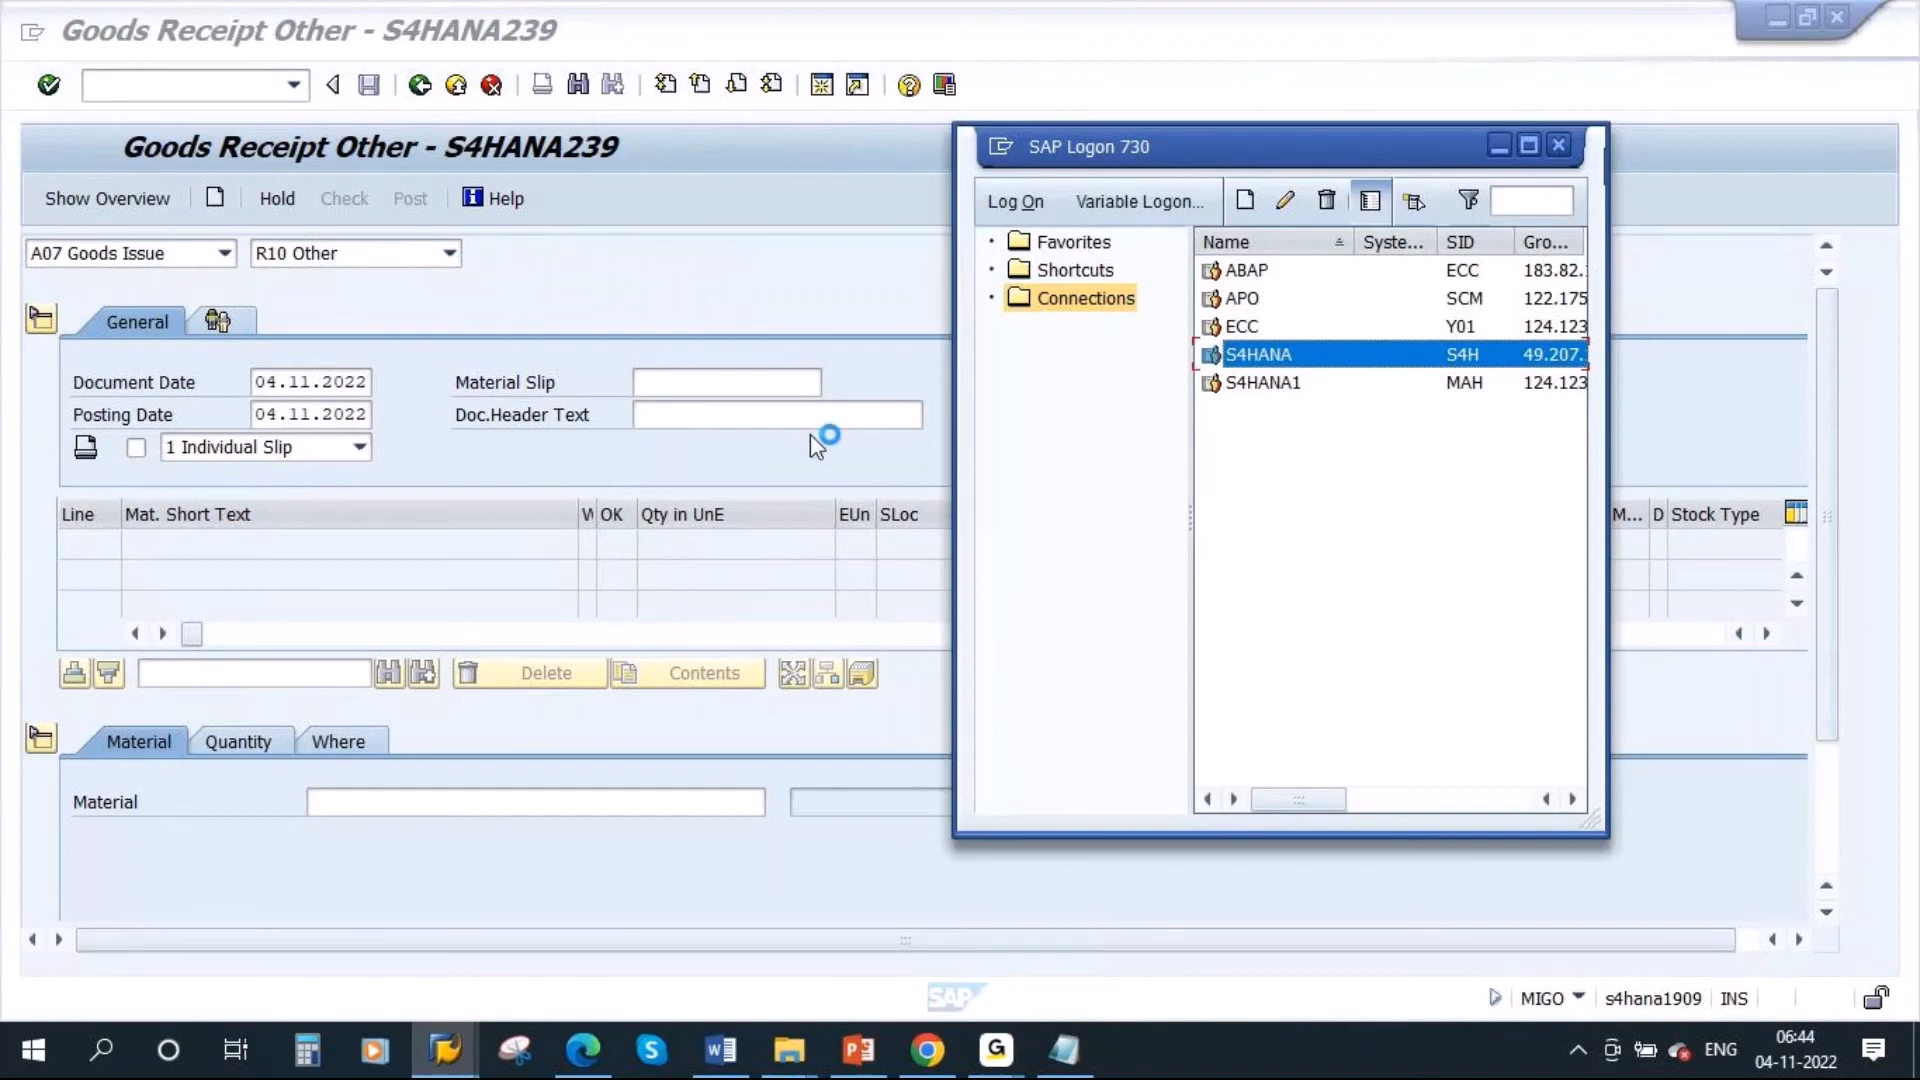 Goods Receipt Other - S4HANA239
Goods Receipt Other - S4HANA239
Show Overview Hold Check Post Help
A07 Goods Issue R10 Other
General
Document Date 04.11.2022 Material Slip
Posting Date 04.11.2022 Doc.Header Text
1 Individual Slip
Line Mat. Short Text W OK Qty in UnE EUn SLoc M... D Stock Type
Delete Contents
Material Quantity Where
Material
SAP Logon 730
Log On Variable Logon...
Favorites
Shortcuts
Connections
Name Syste... SID Gro...
ABAP ECC 183.82.
APO SCM 122.175
ECC Y01 124.123
S4HANA S4H 49.207.
S4HANA1 MAH 124.123
SAP
MIGO s4hana1909 INS
ENG 06:44
04-11-2022